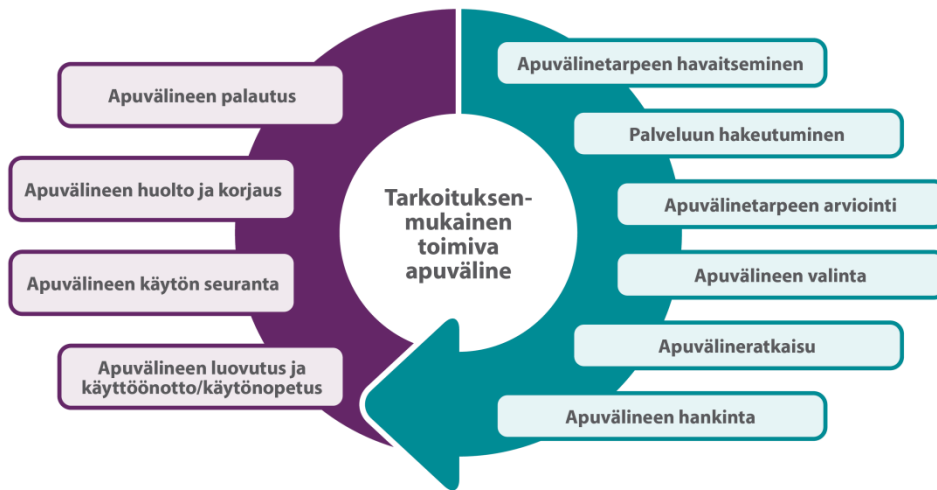 Apuvälinetarpeen havaitseminen
Palveluun hakeutuminen
Apuvälinetarpeen arviointi
Apuvälineen valinta
Apuvälineratkaisu
Apuvälineen hankinta
Apuvälineen luovutus ja
käyttöönotto/käytönopetus
Apuvälineen käytön seuranta
Apuvälineen huolto ja korjaus
Apuvälineen palautus
Tarkoituksen-
mukainen
toimiva
apuväline